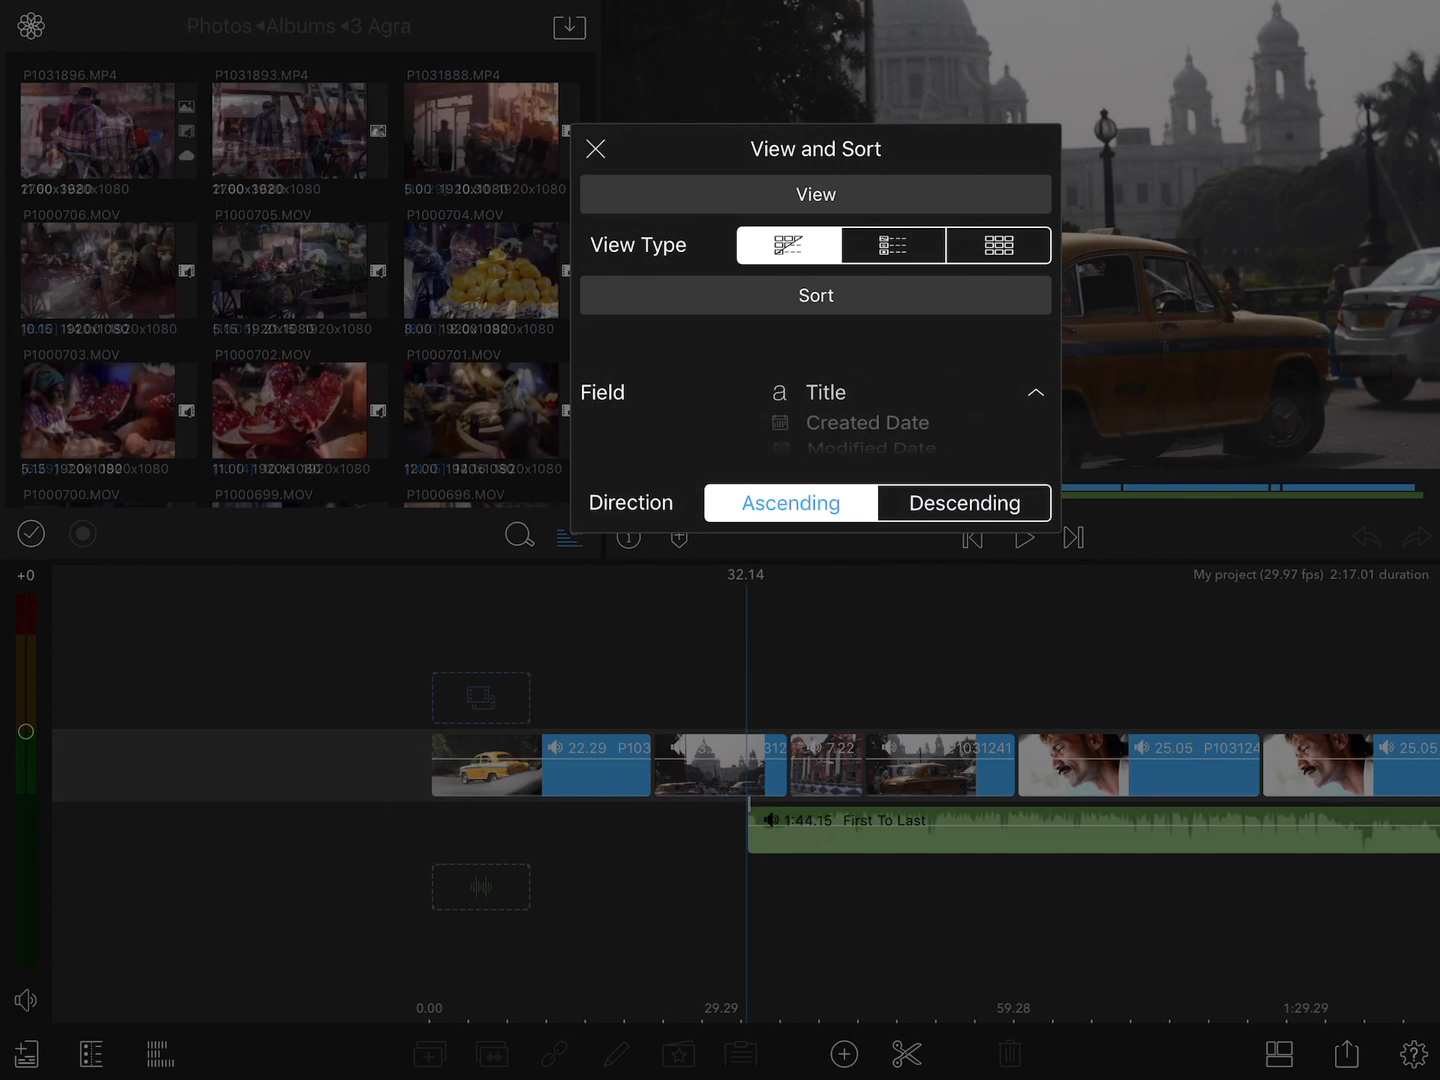 Photos ◂Albums ◂3 Agra
P1031896.MP4
P1031893.MP4
P1031888.MP4
P1000706.MOV
P1000705.MOV
P1000704.MOV
P1000703.MOV
P1000702.MOV
P1000701.MOV
P1000700.MOV
P1000699.MOV
P1000696.MOV
View and Sort
View
View Type
Sort
Field
a Title
Created Date
Modified Date
Direction
Ascending
Descending
+0
32.14
My project (29.97 fps) 2:17.01 duration
22.29 P103
312
7.22
1031241
25.05 P103124
25.05
1:44.15 First To Last
0.00
29.29
59.28
1:29.29